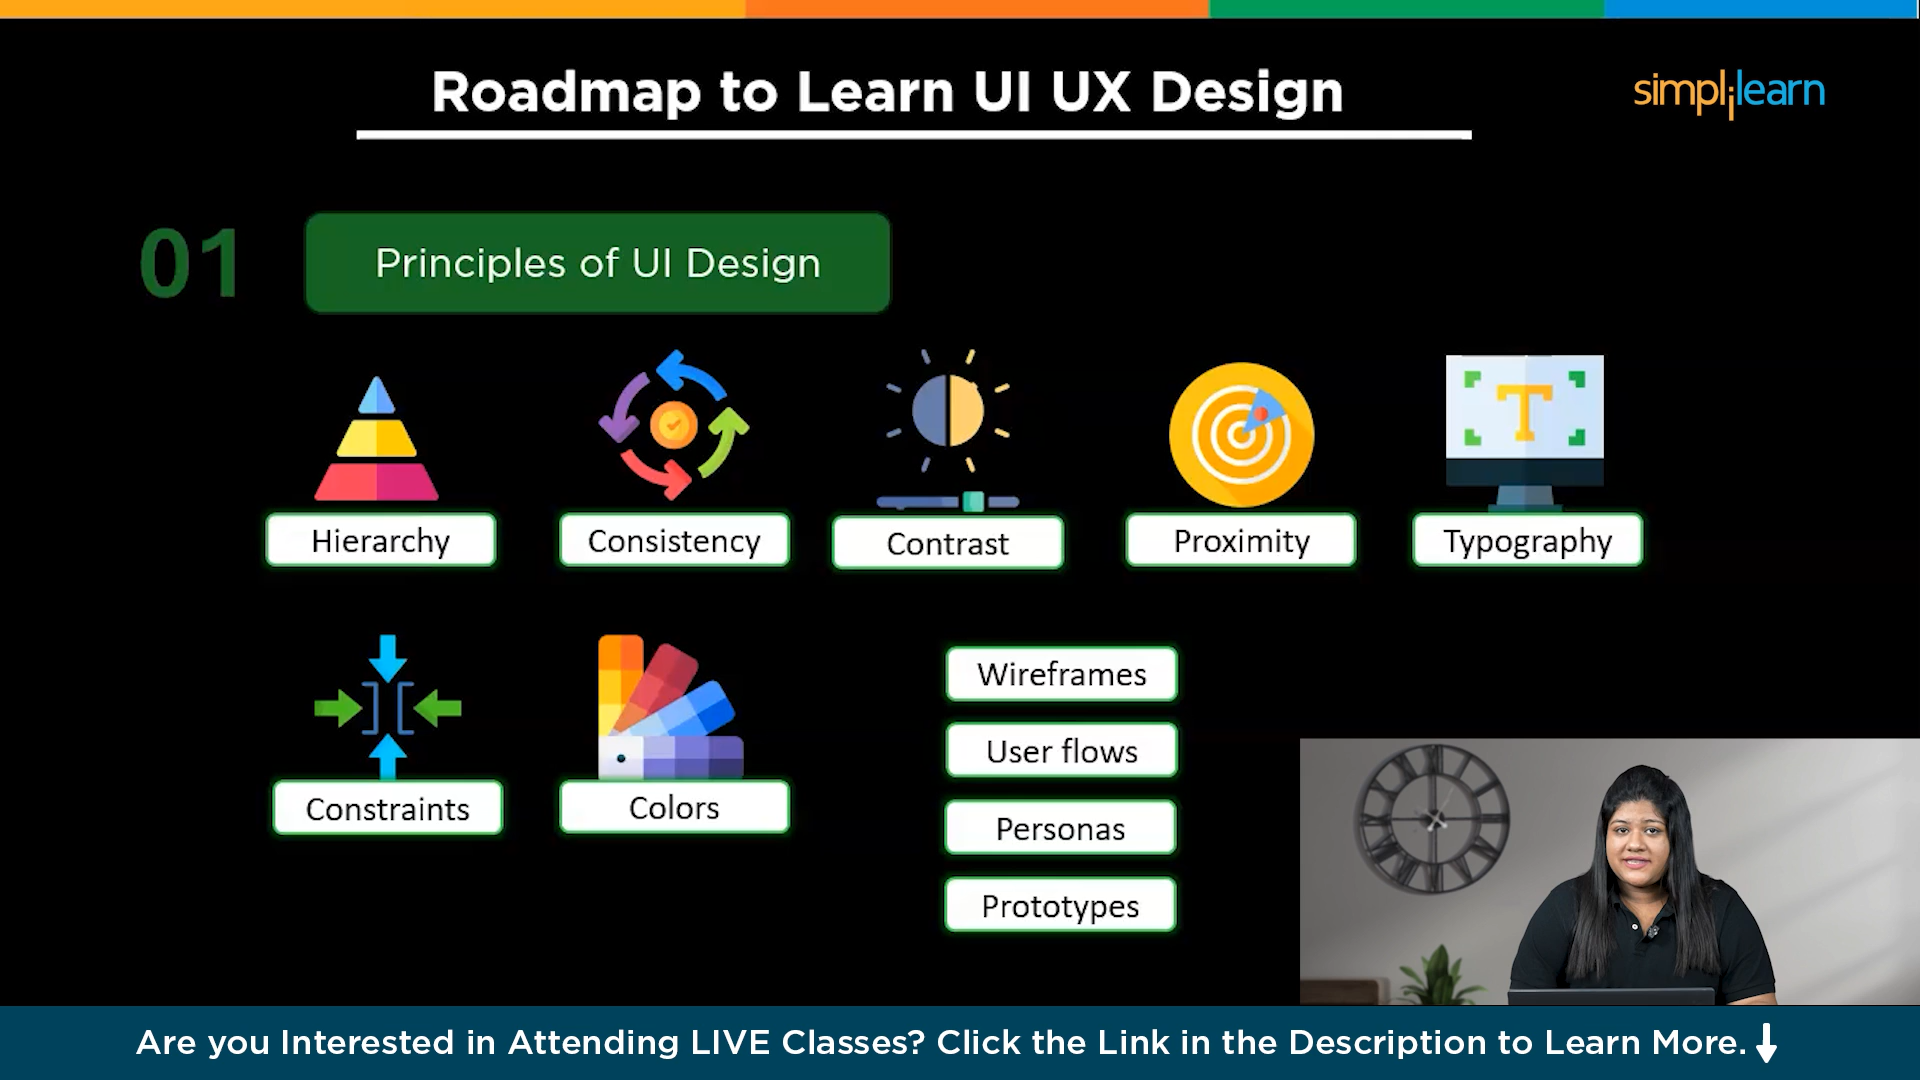 Roadmap to Learn UI UX Design
simplilearn
01
Principles of UI Design
Hierarchy
Consistency
Contrast
Proximity
T
Typography
Constraints
Colors
Wireframes
User flows
Personas
Prototypes
Are you Interested in Attending LIVE Classes? Click the Link in the Description to Learn More.